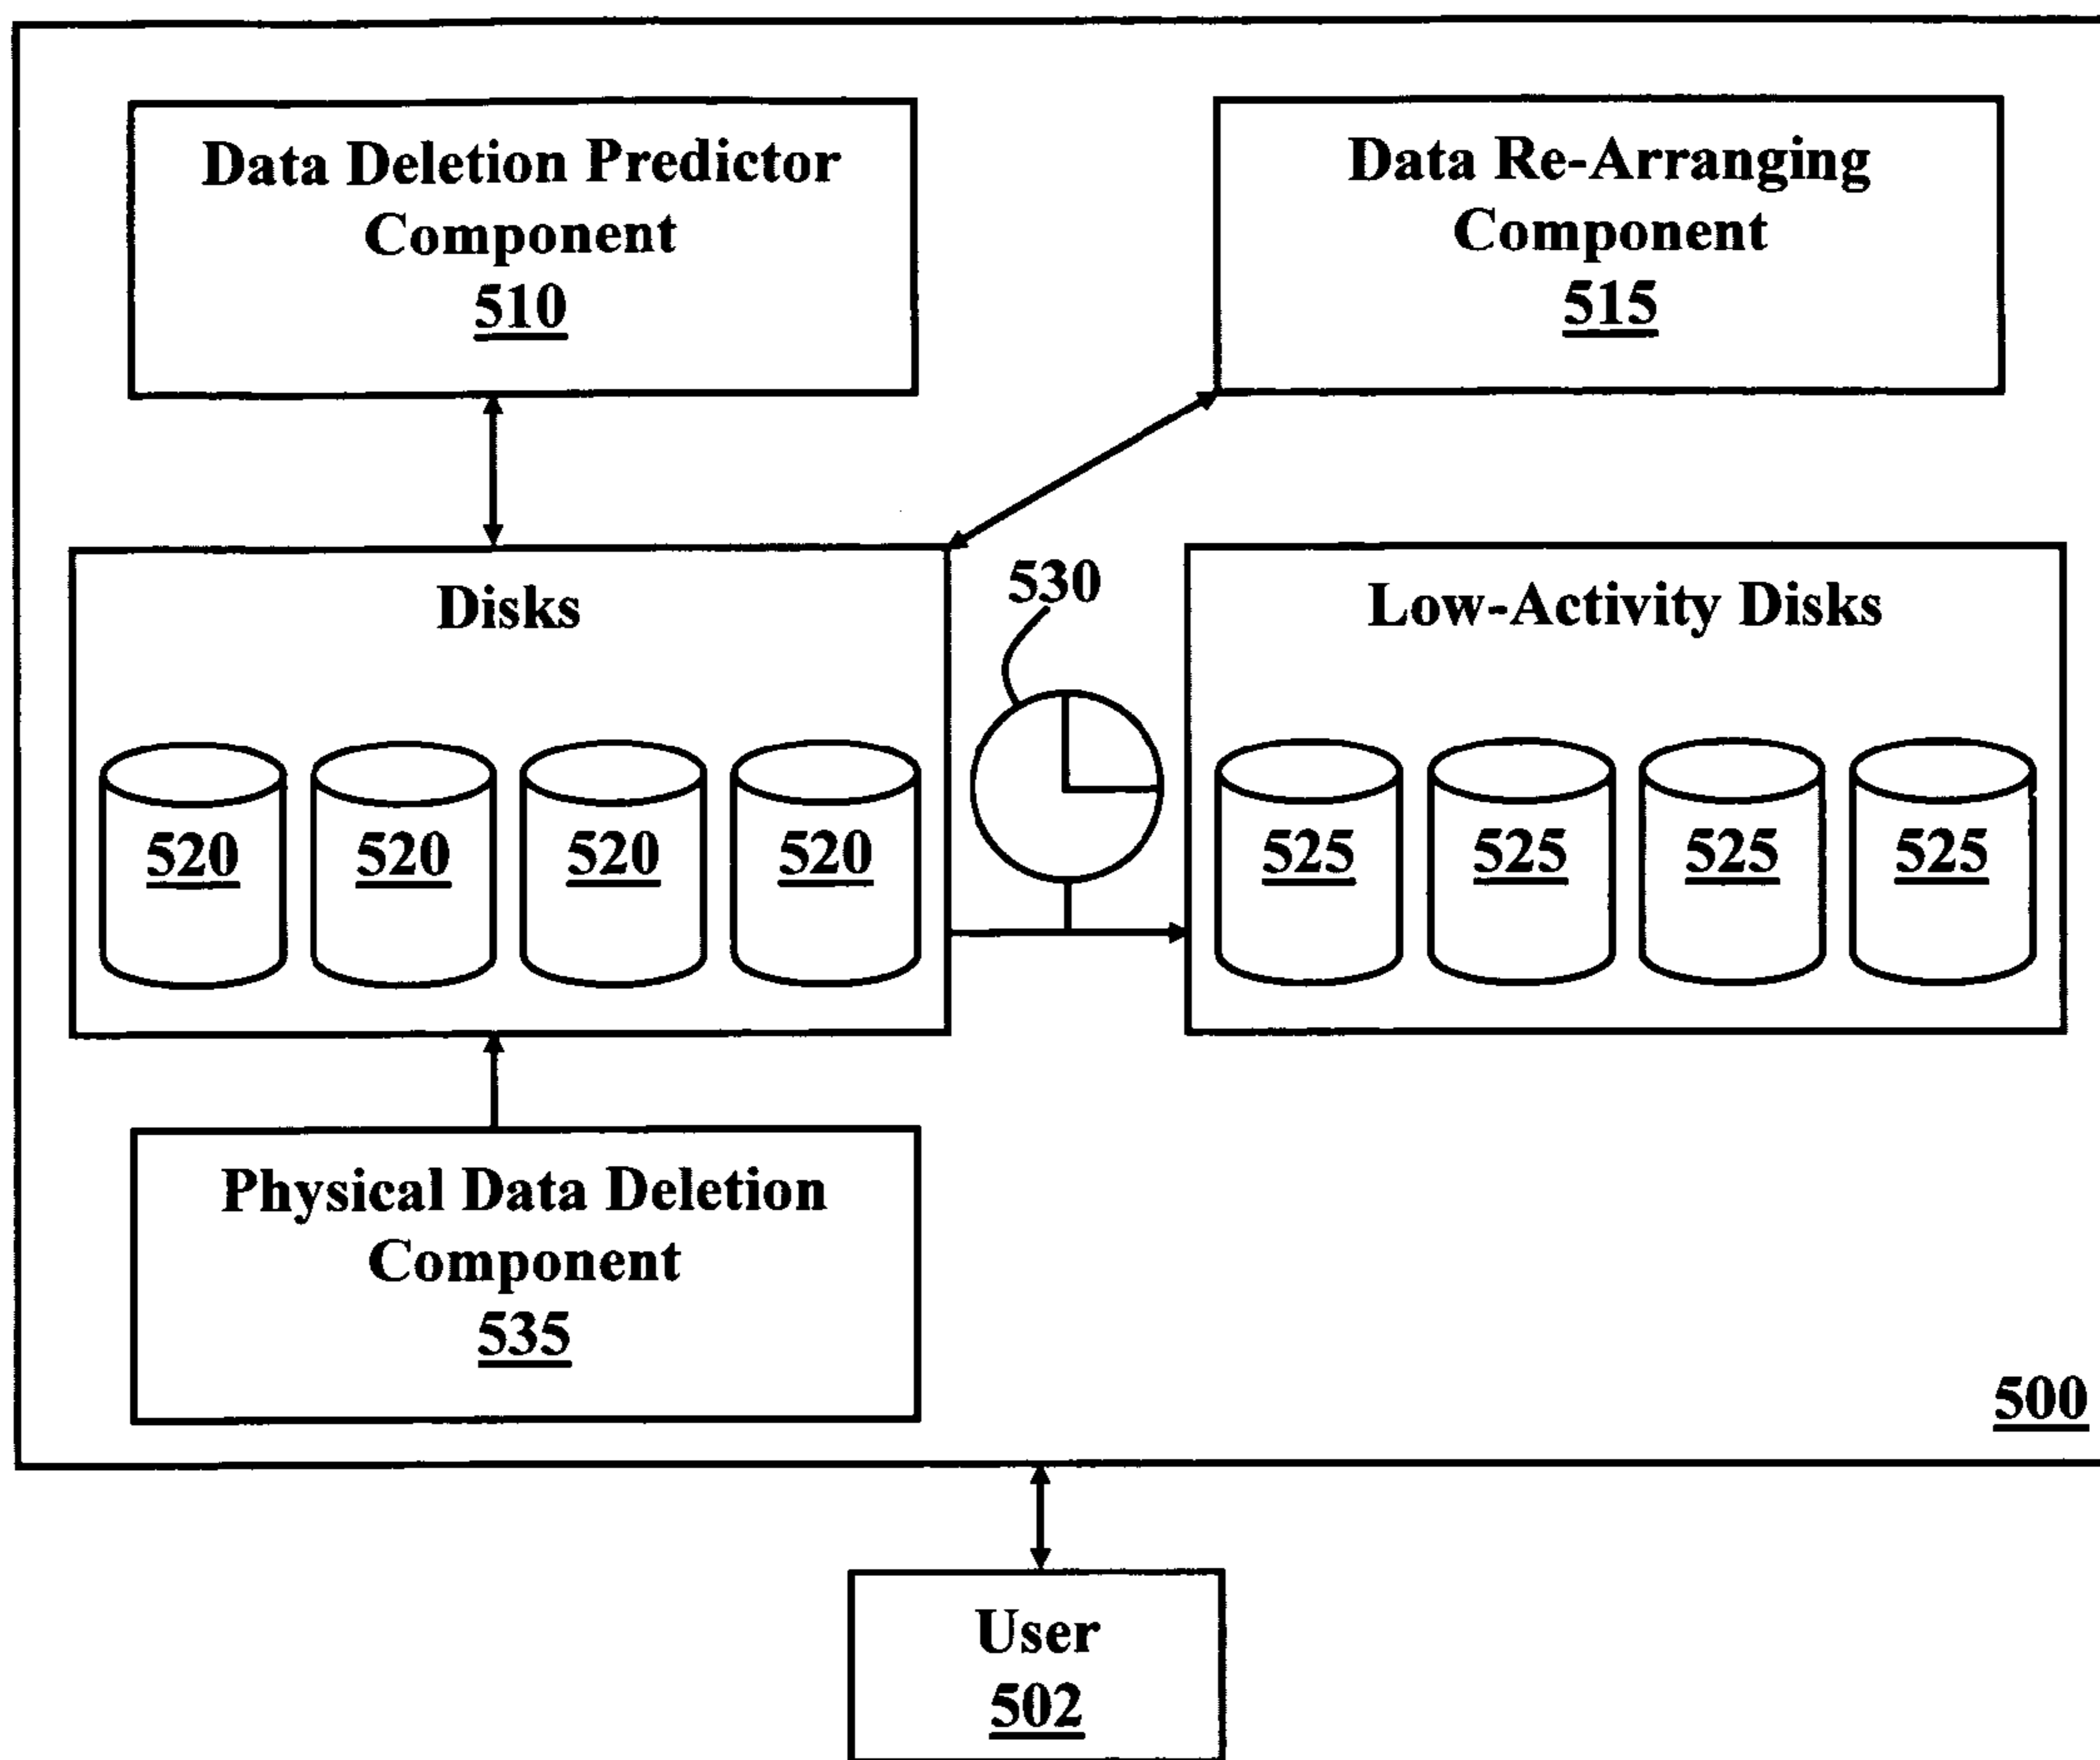 Data Deletion Predictor
Component
510
Data Re-Arranging
Component
515
Disks
530
Low-Activity Disks
520
520
520
520
525
525
525
525
Physical Data Deletion
Component
535
500
User
502